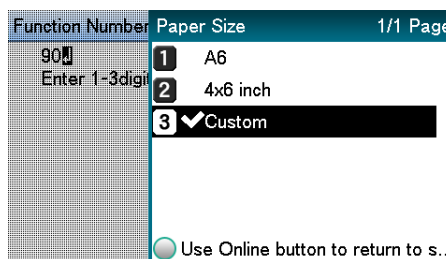 Function Number
90
Enter 1-3digi
Paper Size
1/1 Page
1 A6
2 4x6 inch
3 Custom
Use Online button to return to s..